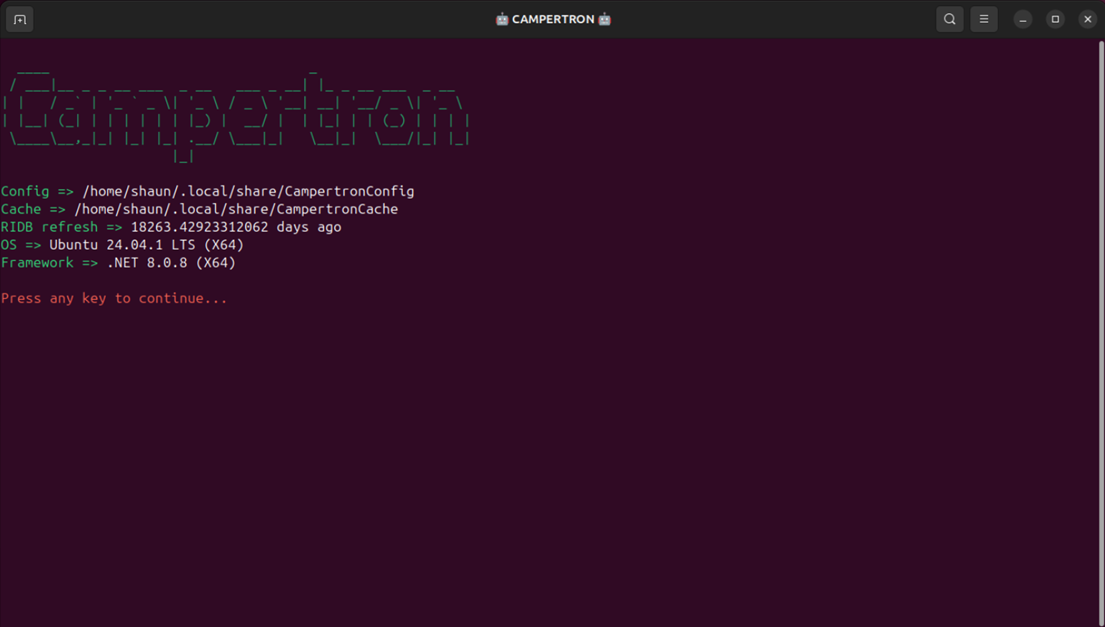 🤖 CAMPERTRON 🤖
Campertron
Config => /home/shaun/.local/share/CampertronConfig
Cache => /home/shaun/.local/share/CampertronCache
RIDB refresh => 18263.42923312062 days ago
OS => Ubuntu 24.04.1 LTS (X64)
Framework => .NET 8.0.8 (X64)
Press any key to continue...